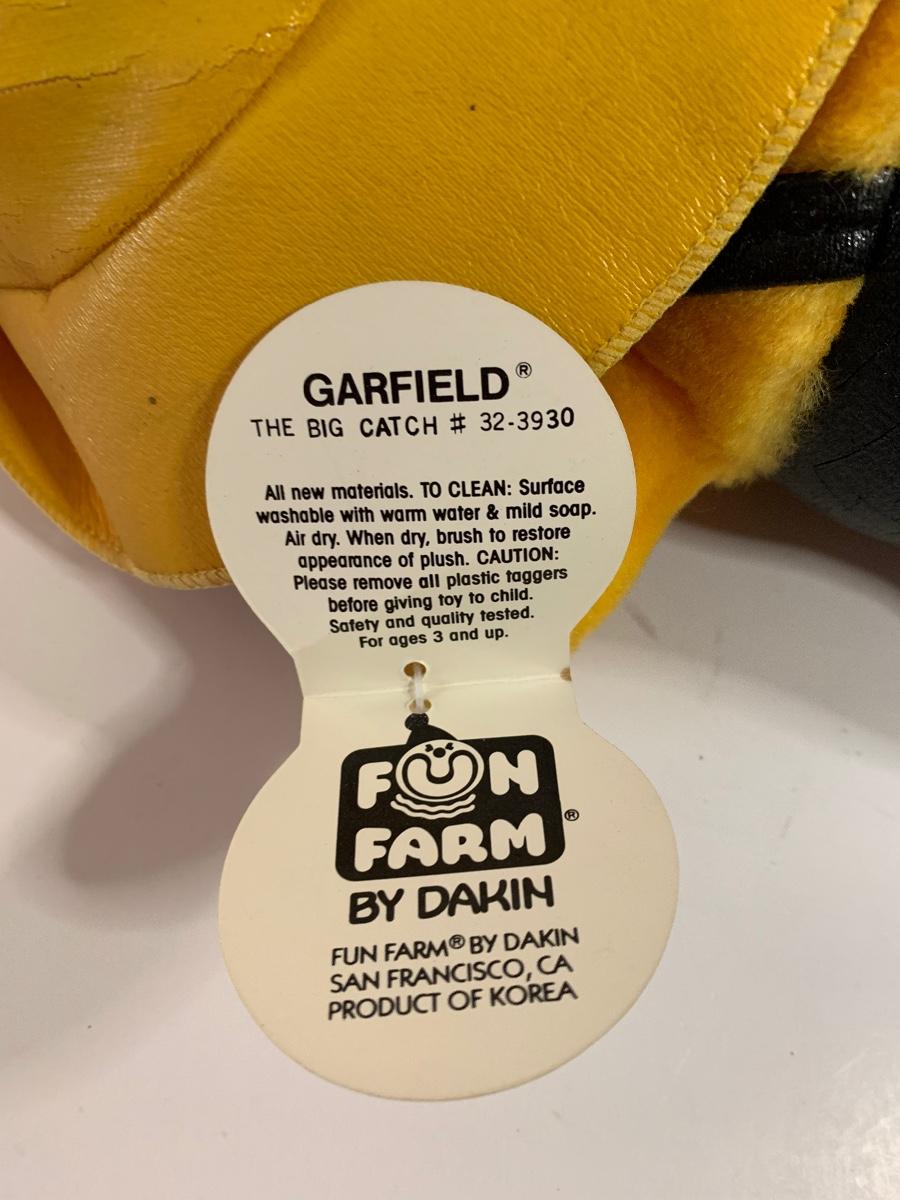 GARFIELD®
THE BIG CATCH # 32-3930
All new materials. TO CLEAN: Surface
washable with warm water & mild soap.
Air dry. When dry, brush to restore
appearance of plush. CAUTION:
Please remove all plastic taggers
before giving toy to child.
Safety and quality tested.
For ages 3 and up.
FUN
FARM®
BY DAKIN
FUN FARM® BY DAKIN
SAN FRANCISCO, CA
PRODUCT OF KOREA